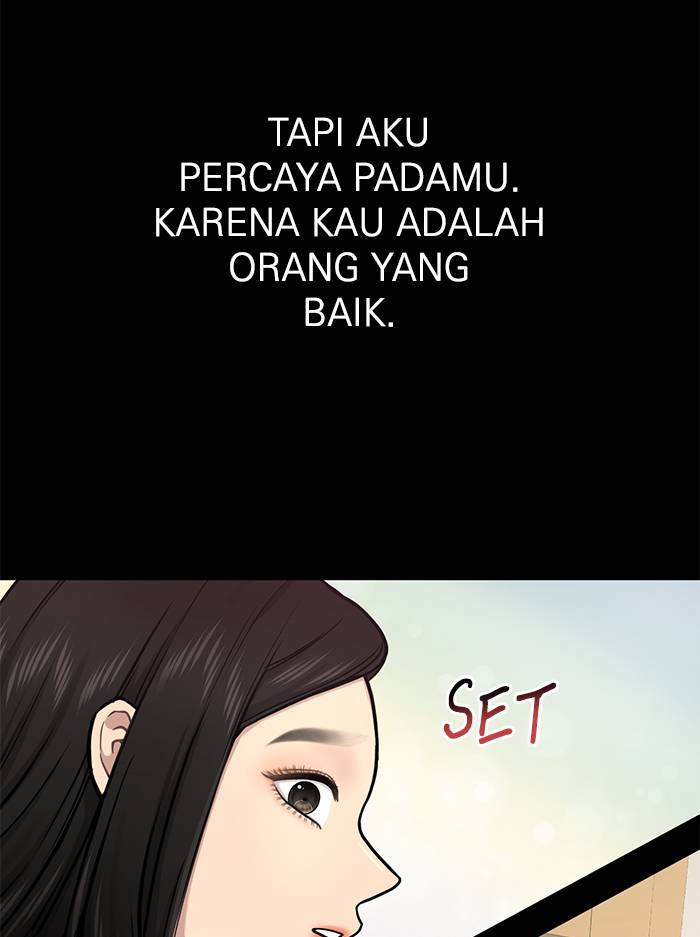 TAPI AKU
PERCAYA PADAMU.
KARENA KAU ADALAH
ORANG YANG
BAIK.
SET